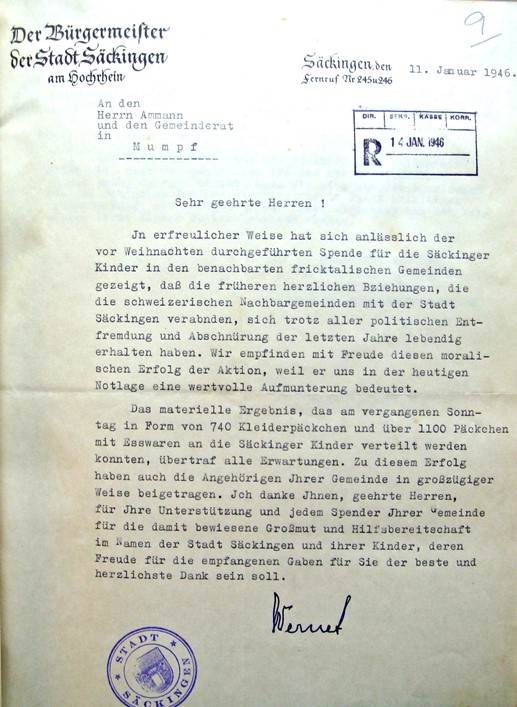 9
Der Bürgermeister
der Stadt Säckingen
am Hochrhein
Säckingen, den 11. Januar 1946.
Fernruf Nr. 245 u 246
An den
Herrn Ammann
und den Gemeinderat
in
M u m p f
DIR. SEKR. KASSE KORR.
R 14 JAN. 1946
Sehr geehrte Herren !
Jn erfreulicher Weise hat sich anlässlich der
vor Weihnachten durchgeführten Spende für die Säckinger
Kinder in den benachbarten fricktalischen Gemeinden
gezeigt, daß die früheren herzlichen Bziehungen, die
die schweizerischen Nachbargemeinden mit der Stadt
Säckingen verabnden, sich trotz aller politischen Ent-
fremdung und Abschnürung der letzten Jahre lebendig
erhalten haben. Wir empfinden mit Freude diesen morali-
schen Erfolg der Aktion, weil er uns in der heutigen
Notlage eine wertvolle Aufmunterung bedeutet.
Das materielle Ergebnis, das am vergangenen Sonn-
tag in Form von 740 Kleiderpäckchen und über 1100 Päckchen
mit Esswaren an die Säckinger Kinder verteilt werden
konnten, übertraf alle Erwartungen. Zu diesem Erfolg
haben auch die Angehörigen Jhrer Gemeinde in großzügiger
Weise beigetragen. Jch danke Jhnen, geehrte Herren,
für Jhre Unterstützung und jedem Spender Jhrer Gemeinde
für die damit bewiesene Großmut und Hilfsbereitschaft
im Namen der Stadt Säckingen und ihrer Kinder, deren
Freude für die empfangenen Gaben für Sie der beste und
herzlichste Dank sein soll.
STADT
SÄCKINGEN